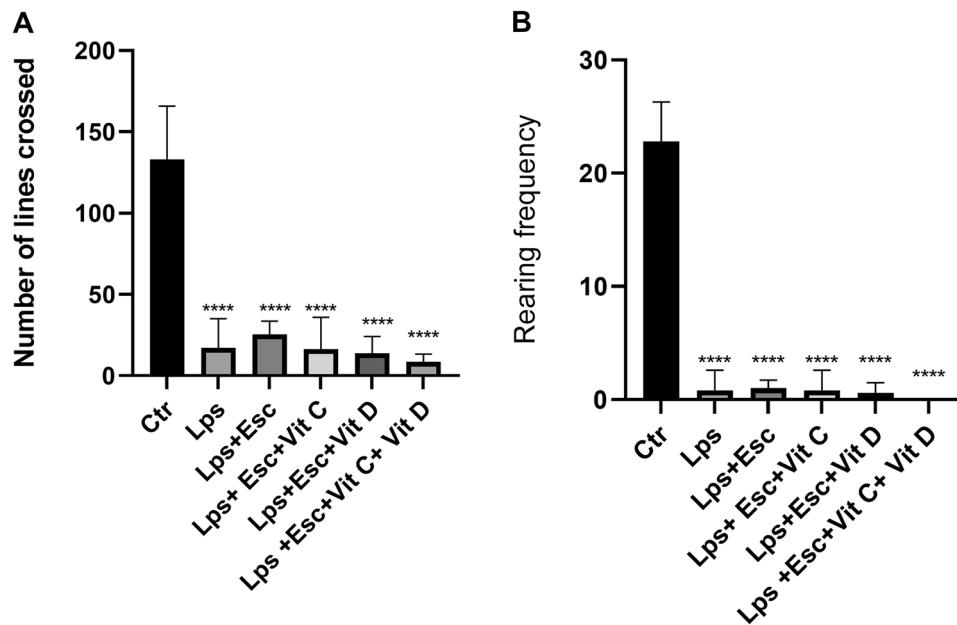 A
Number of lines crossed
200
150
100
50
0
****
****
****
****
****
Ctr
Lps
Lps+Esc
Lps+ Esc+Vit C
Lps+Esc+Vit D
Lps +Esc+Vit C+ Vit D
B
Rearing frequency
30
20
10
0
****
****
****
****
****
Ctr
Lps
Lps+Esc
Lps+ Esc+Vit C
Lps+Esc+Vit D
Lps +Esc+Vit C+ Vit D